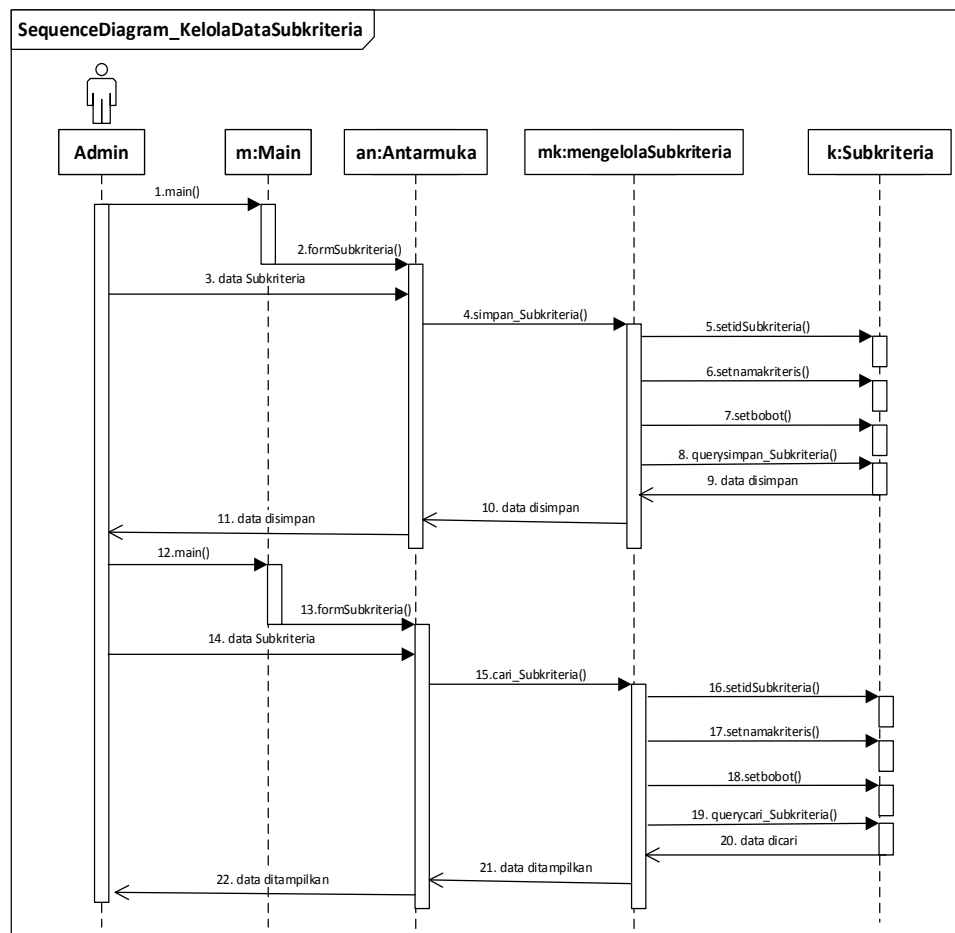 SequenceDiagram_KelolaDataSubkriteria
Admin
m:Main
an:Antarmuka
mk:mengelolaSubkriteria
k:Subkriteria
1.main()
2.formSubkriteria()
3. data Subkriteria
4.simpan_Subkriteria()
5.setidSubkriteria()
6.setnamakriteris()
7.setbobot()
8. querysimpan_Subkriteria()
9. data disimpan
10. data disimpan
11. data disimpan
12.main()
13.formSubkriteria()
14. data Subkriteria
15.cari_Subkriteria()
16.setidSubkriteria()
17.setnamakriteris()
18.setbobot()
19. querycari_Subkriteria()
20. data dicari
21. data ditampilkan
22. data ditampilkan